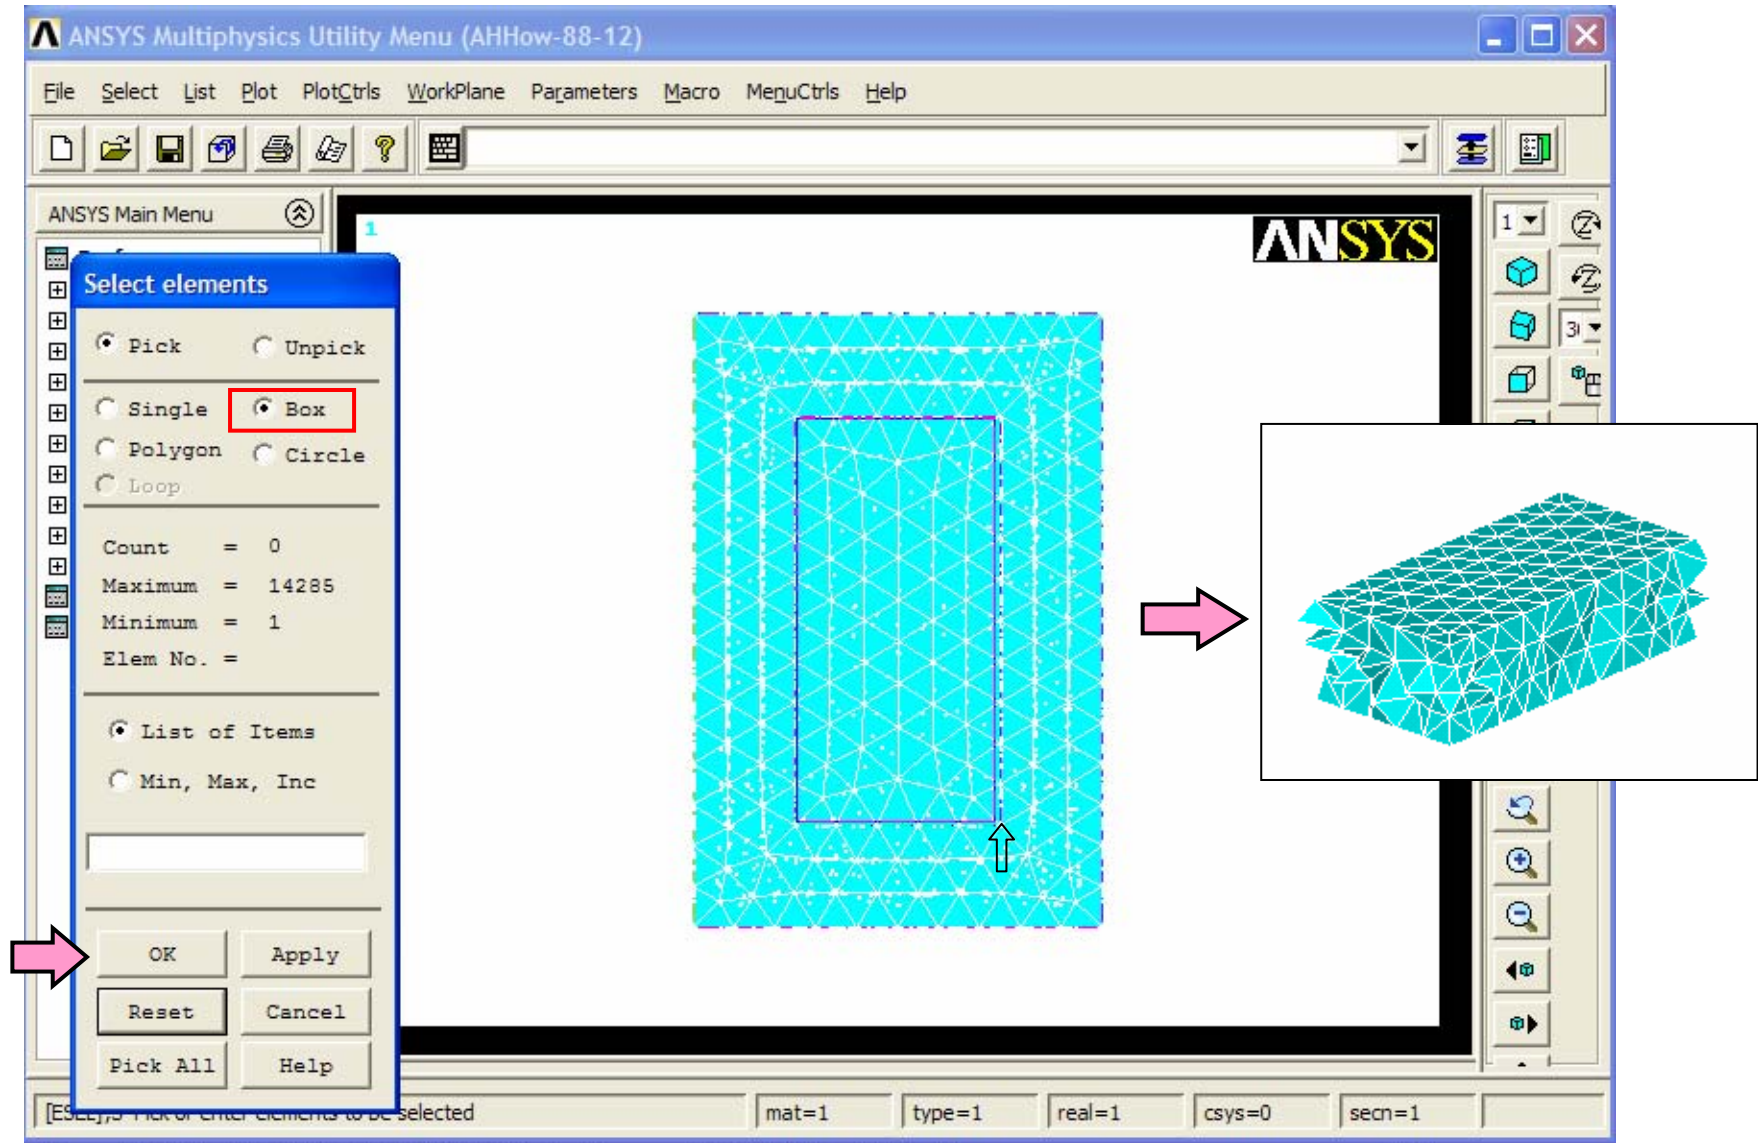 ANSYS Multiphysics Utility Menu (AHHow-88-12)
File Select List Plot PlotCtrls WorkPlane Parameters Macro MenuCtrls Help
ANSYS Main Menu
1
ANSYS
1
Select elements
Pick Unpick
Single Box
Polygon Circle
Loop
Count = 0
Maximum = 14285
Minimum = 1
Elem No. =
List of Items
Min, Max, Inc
OK Apply
Reset Cancel
Pick All Help
elements to be selected
mat=1 type=1 real=1 csys=0 secn=1